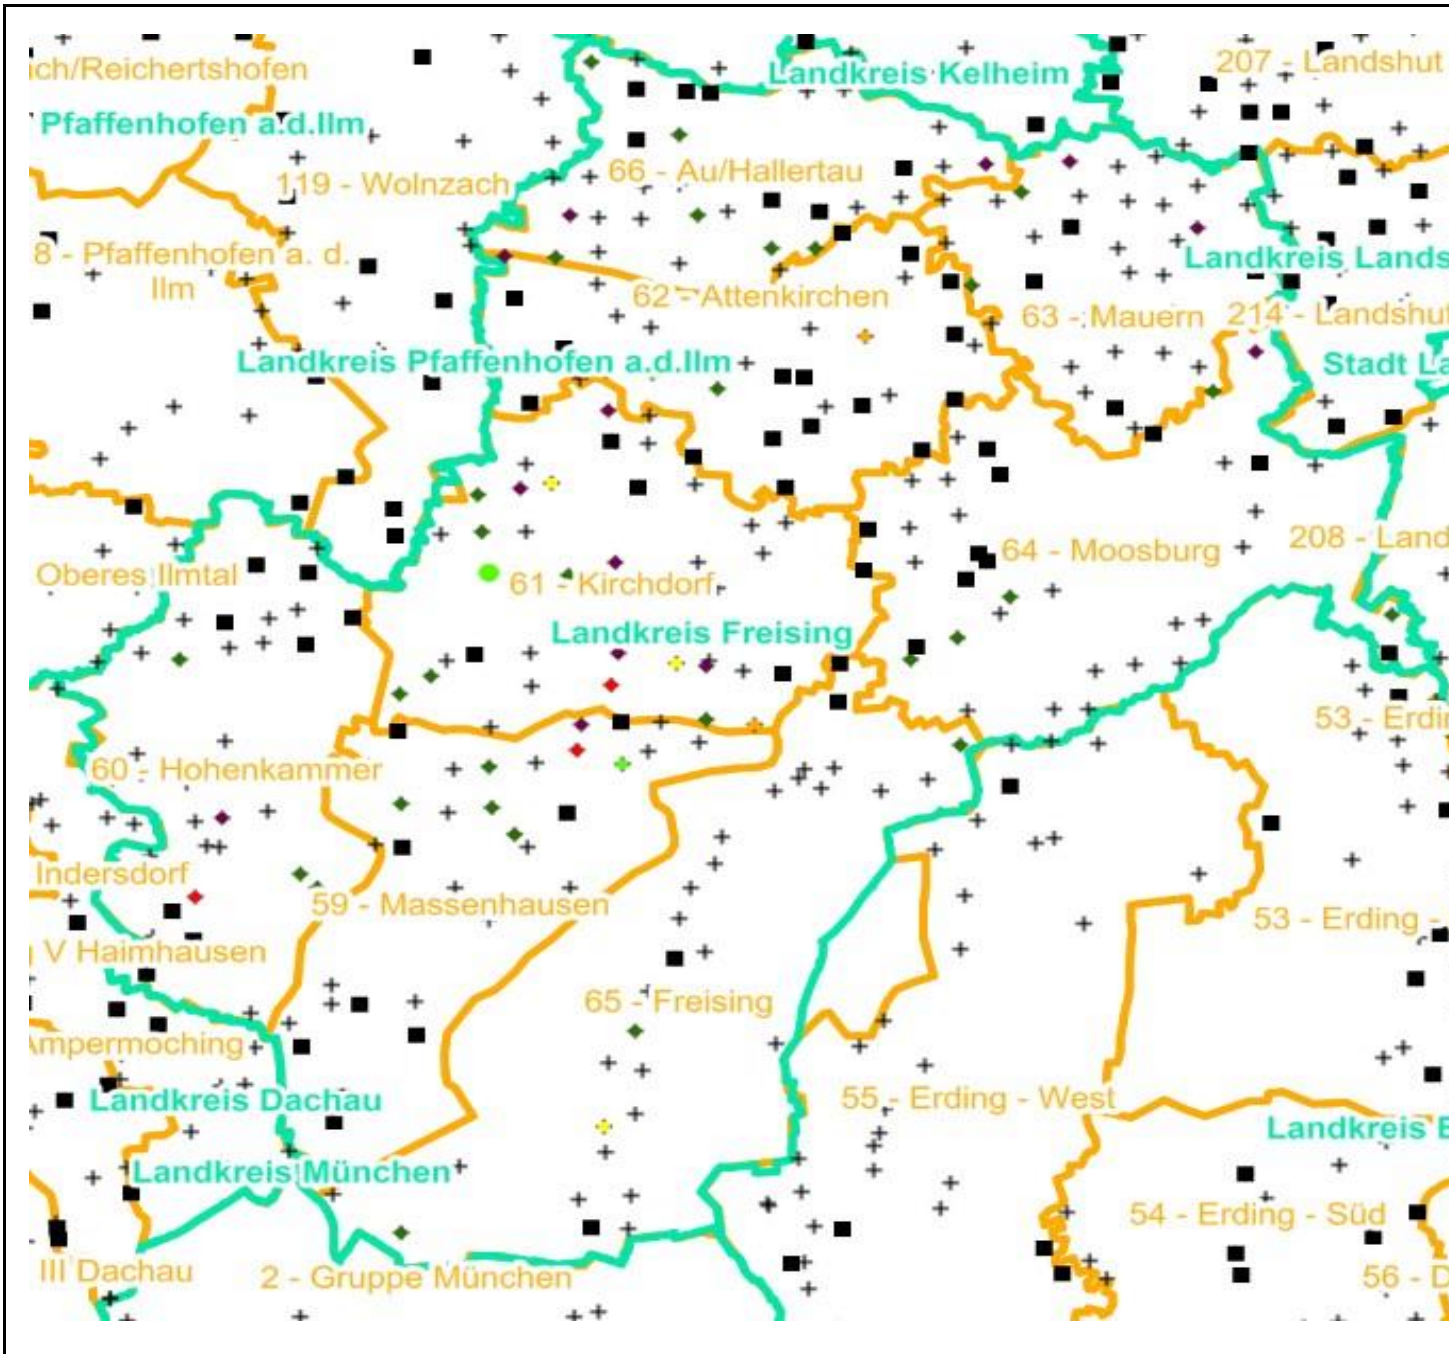 ach/Reichertshofen
Landkreis Kelheim
207 - Landshut
Pfaffenhofen a.d.Ilm
119 - Wolnzach
66 - Au/Hallertau
8 - Pfaffenhofen a. d.
Ilm
Landkreis Lands
62 - Attenkirchen
63 - Mauern
214 - Landshut
Landkreis Pfaffenhofen a.d.Ilm
Stadt La
208 - Land
64 - Moosburg
Oberes Ilmtal
61 - Kirchdorf
Landkreis Freising
53 - Erdin
60 - Hohenkammer
Indersdorf
59 - Massenhausen
53 - Erding -
V Haimhausen
65 - Freising
Ampermoching
Landkreis Dachau
55 - Erding - West
Landkreis E
Landkreis München
54 - Erding - Süd
III Dachau
2 - Gruppe München
56 - D